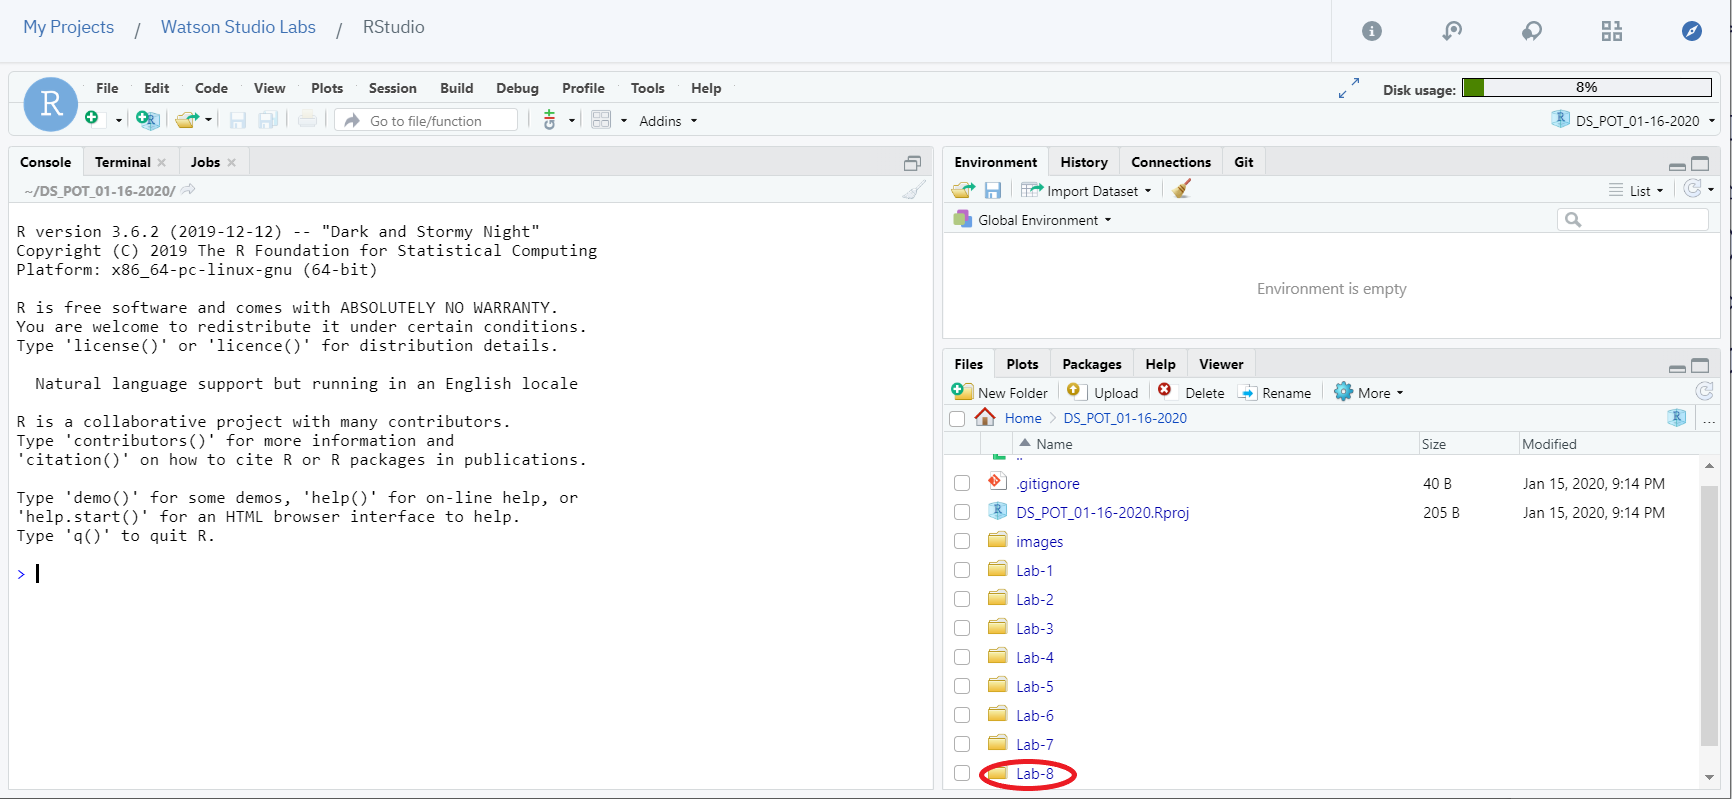 My Projects / Watson Studio Labs / RStudio
R File Edit Code View Plots Session Build Debug Profile Tools Help Disk usage: 8%
Go to file/function Addins DS_POT_01-16-2020
Console Terminal Jobs
~/DS_POT_01-16-2020/
R version 3.6.2 (2019-12-12) -- "Dark and Stormy Night"
Copyright (C) 2019 The R Foundation for Statistical Computing
Platform: x86_64-pc-linux-gnu (64-bit)
R is free software and comes with ABSOLUTELY NO WARRANTY.
You are welcome to redistribute it under certain conditions.
Type 'license()' or 'licence()' for distribution details.
Natural language support but running in an English locale
R is a collaborative project with many contributors.
Type 'contributors()' for more information and
'citation()' on how to cite R or R packages in publications.
Type 'demo()' for some demos, 'help()' for on-line help, or
'help.start()' for an HTML browser interface to help.
Type 'q()' to quit R.
>
Environment History Connections Git
Import Dataset List
Global Environment
Environment is empty
Files Plots Packages Help Viewer
New Folder Upload Delete Rename More
Home > DS_POT_01-16-2020 ...
Name Size Modified
..
.gitignore 40 B Jan 15, 2020, 9:14 PM
DS_POT_01-16-2020.Rproj 205 B Jan 15, 2020, 9:14 PM
images
Lab-1
Lab-2
Lab-3
Lab-4
Lab-5
Lab-6
Lab-7
Lab-8